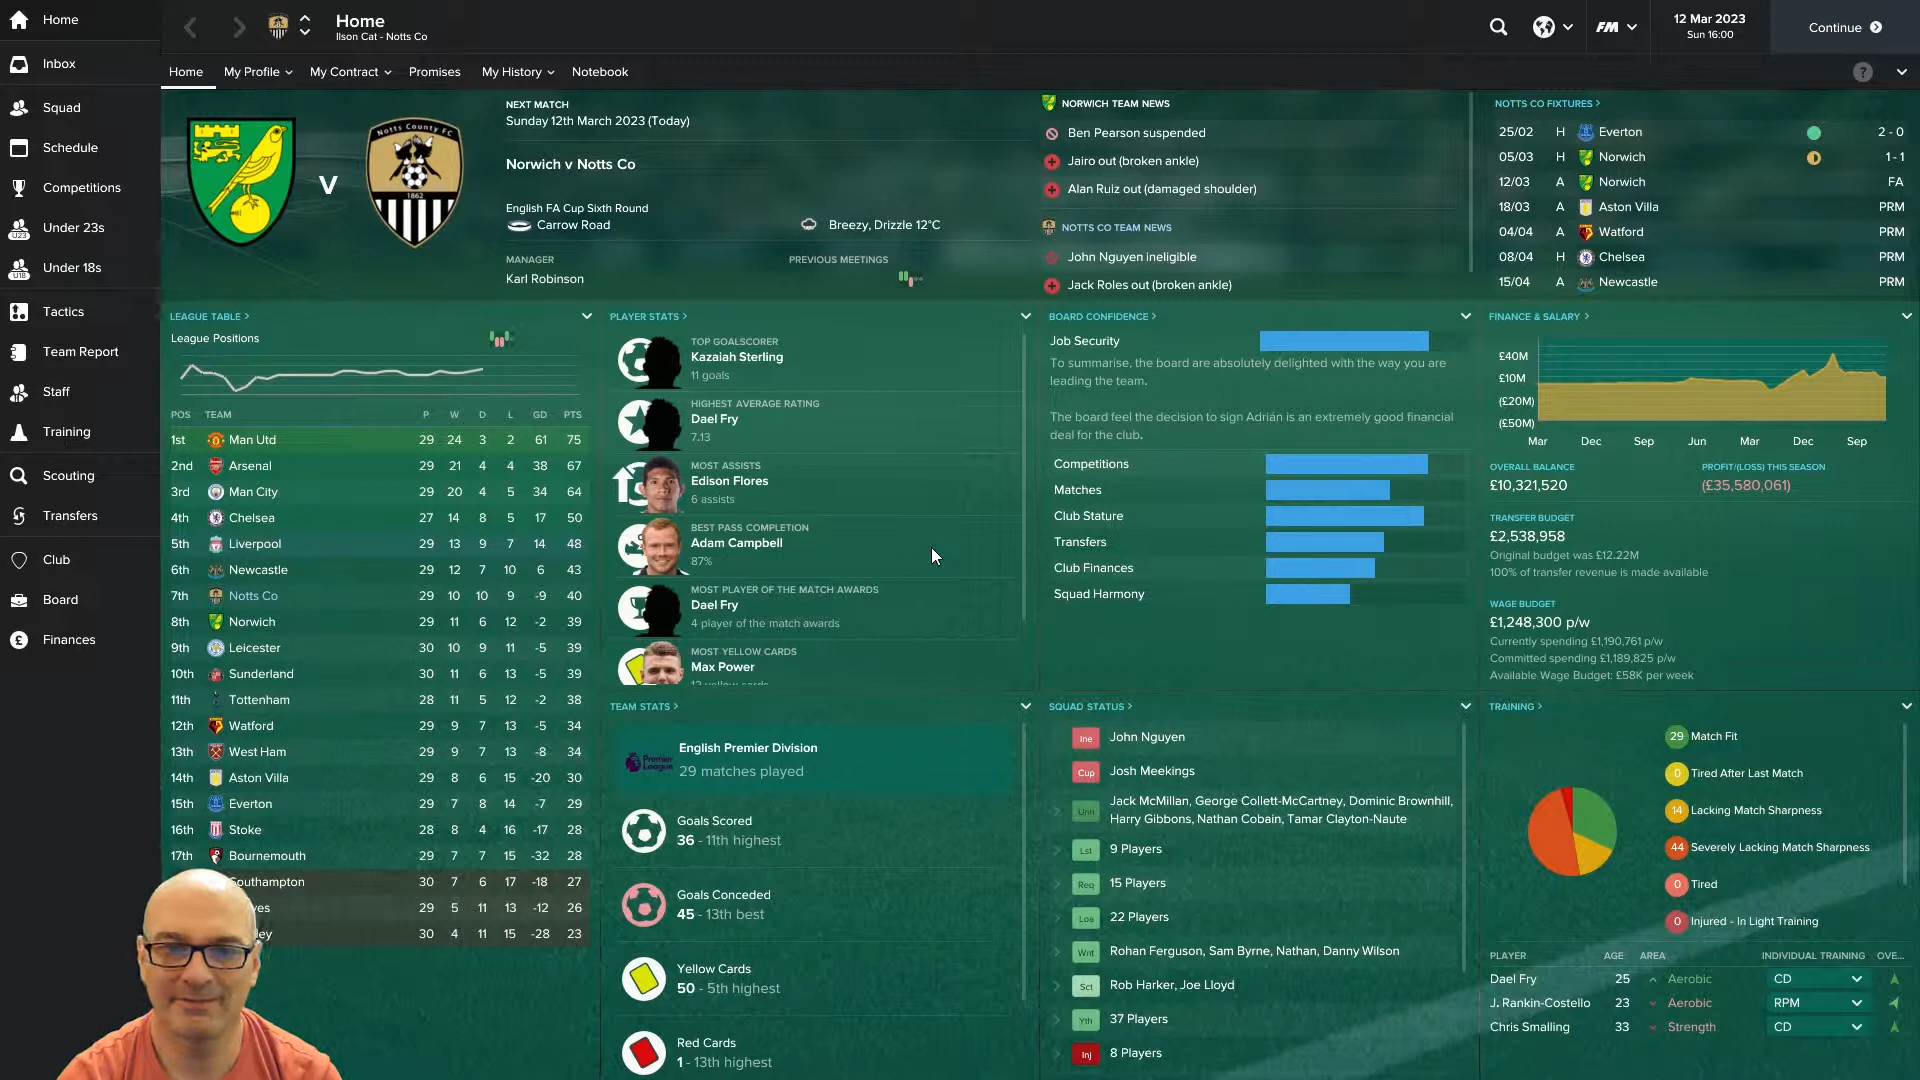 Home
Inbox
Squad
Schedule
Competitions
Under 23s
Under 18s
Tactics
Team Report
Staff
Training
Scouting
Transfers
Club
Board
Finances
Home
Ilson Cat - Notts Co
FM
12 Mar 2023
Sun 16:00
Continue
Home My Profile My Contract Promises My History Notebook
Notts County FC
1862
V
NEXT MATCH
Sunday 12th March 2023 (Today)
Norwich v Notts Co
English FA Cup Sixth Round
Carrow Road
Breezy, Drizzle 12°C
MANAGER
Karl Robinson
PREVIOUS MEETINGS
NORWICH TEAM NEWS
Ben Pearson suspended
Jairo out (broken ankle)
Alan Ruiz out (damaged shoulder)
NOTTS CO TEAM NEWS
John Nguyen ineligible
Jack Roles out (broken ankle)
NOTTS CO FIXTURES >
25/02 H Everton 2 - 0
05/03 H Norwich 1 - 1
12/03 A Norwich FA
18/03 A Aston Villa PRM
04/04 A Watford PRM
08/04 H Chelsea PRM
15/04 A Newcastle PRM
LEAGUE TABLE >
League Positions
POS TEAM P W D L GD PTS
1st Man Utd 29 24 3 2 61 75
2nd Arsenal 29 21 4 4 38 67
3rd Man City 29 20 4 5 34 64
4th Chelsea 27 14 8 5 17 50
5th Liverpool 29 13 9 7 14 48
6th Newcastle 29 12 7 10 6 43
7th Notts Co 29 10 10 9 -9 40
8th Norwich 29 11 6 12 -2 39
9th Leicester 30 10 9 11 -5 39
10th Sunderland 30 11 6 13 -5 39
11th Tottenham 28 11 5 12 -2 38
12th Watford 29 9 7 13 -5 34
13th West Ham 29 9 7 13 -8 34
14th Aston Villa 29 8 6 15 -20 30
15th Everton 29 7 8 14 -7 29
16th Stoke 28 8 4 16 -17 28
17th Bournemouth 29 7 7 15 -32 28
Southampton 30 7 6 17 -18 27
ves 29 5 11 13 -12 26
ley 30 4 11 15 -28 23
PLAYER STATS >
TOP GOALSCORER
Kazaiah Sterling
11 goals
HIGHEST AVERAGE RATING
Dael Fry
7.13
MOST ASSISTS
Edison Flores
6 assists
BEST PASS COMPLETION
Adam Campbell
87%
MOST PLAYER OF THE MATCH AWARDS
Dael Fry
4 player of the match awards
MOST YELLOW CARDS
Max Power
12 yellow cards
BOARD CONFIDENCE >
Job Security
To summarise, the board are absolutely delighted with the way you are
leading the team.
The board feel the decision to sign Adrián is an extremely good financial
deal for the club.
Competitions
Matches
Club Stature
Transfers
Club Finances
Squad Harmony
FINANCE & SALARY >
£40M
£10M
(£20M)
(£50M)
Mar Dec Sep Jun Mar Dec Sep
OVERALL BALANCE
£10,321,520
PROFIT/(LOSS) THIS SEASON
(£35,580,061)
TRANSFER BUDGET
£2,538,958
Original budget was £12.22M
100% of transfer revenue is made available
WAGE BUDGET
£1,248,300 p/w
Currently spending £1,190,761 p/w
Committed spending £1,189,825 p/w
Available Wage Budget: £58K per week
TEAM STATS >
Premier League
English Premier Division
29 matches played
Goals Scored
36 - 11th highest
Goals Conceded
45 - 13th best
Yellow Cards
50 - 5th highest
Red Cards
1 - 13th highest
SQUAD STATUS >
Ine John Nguyen
Cup Josh Meekings
Unh Jack McMillan, George Collett-McCartney, Dominic Brownhill,
Harry Gibbons, Nathan Cobain, Tamar Clayton-Naute
Lst 9 Players
Req 15 Players
Loa 22 Players
Wnt Rohan Ferguson, Sam Byrne, Nathan, Danny Wilson
Sct Rob Harker, Joe Lloyd
Yth 37 Players
Inj 8 Players
TRAINING >
29 Match Fit
0 Tired After Last Match
14 Lacking Match Sharpness
44 Severely Lacking Match Sharpness
0 Tired
0 Injured - In Light Training
PLAYER AGE AREA INDIVIDUAL TRAINING OVE...
Dael Fry 25 Aerobic CD
J. Rankin-Costello 23 Aerobic RPM
Chris Smalling 33 Strength CD